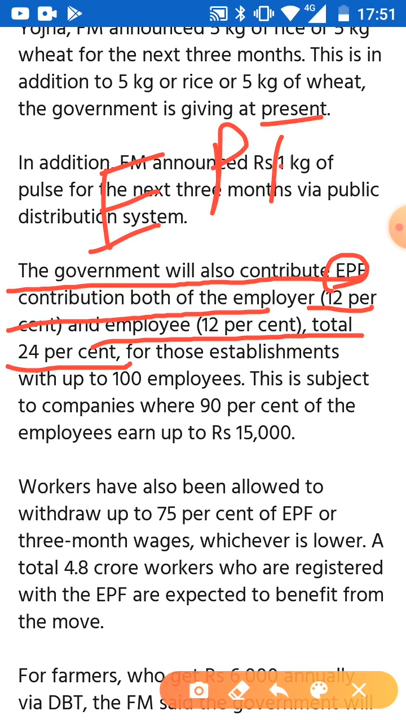 4G 17:51
Yojna, FM announced 5 kg of rice or 5 kg
wheat for the next three months. This is in
addition to 5 kg or rice or 5 kg of wheat,
the government is giving at present.
In addition, FM announced Rs 1 kg of
pulse for the next three months via public
distribution system.
E P
The government will also contribute EPF
contribution both of the employer (12 per
cent) and employee (12 per cent), total
24 per cent, for those establishments
with up to 100 employees. This is subject
to companies where 90 per cent of the
employees earn up to Rs 15,000.
Workers have also been allowed to
withdraw up to 75 per cent of EPF or
three-month wages, whichever is lower. A
total 4.8 crore workers who are registered
with the EPF are expected to benefit from
the move.
For farmers, who get Rs 6,000 annually
via DBT, the FM said the government will